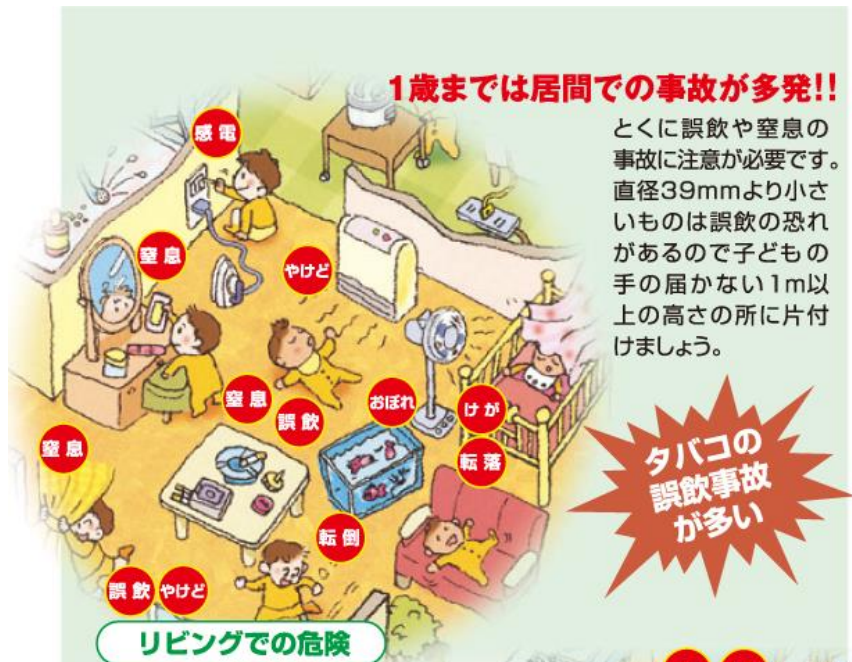 1歳までは居間での事故が多発!!
とくに誤飲や窒息の
事故に注意が必要です。
直径39mmより小さ
いものは誤飲の恐れ
があるので子どもの
手の届かない1m以
上の高さの所に片付
けましょう。
感電
窒息
やけど
窒息
誤飲
おぼれ
けが
転落
窒息
転倒
誤飲
やけど
タバコの
誤飲事故
が多い
リビングでの危険